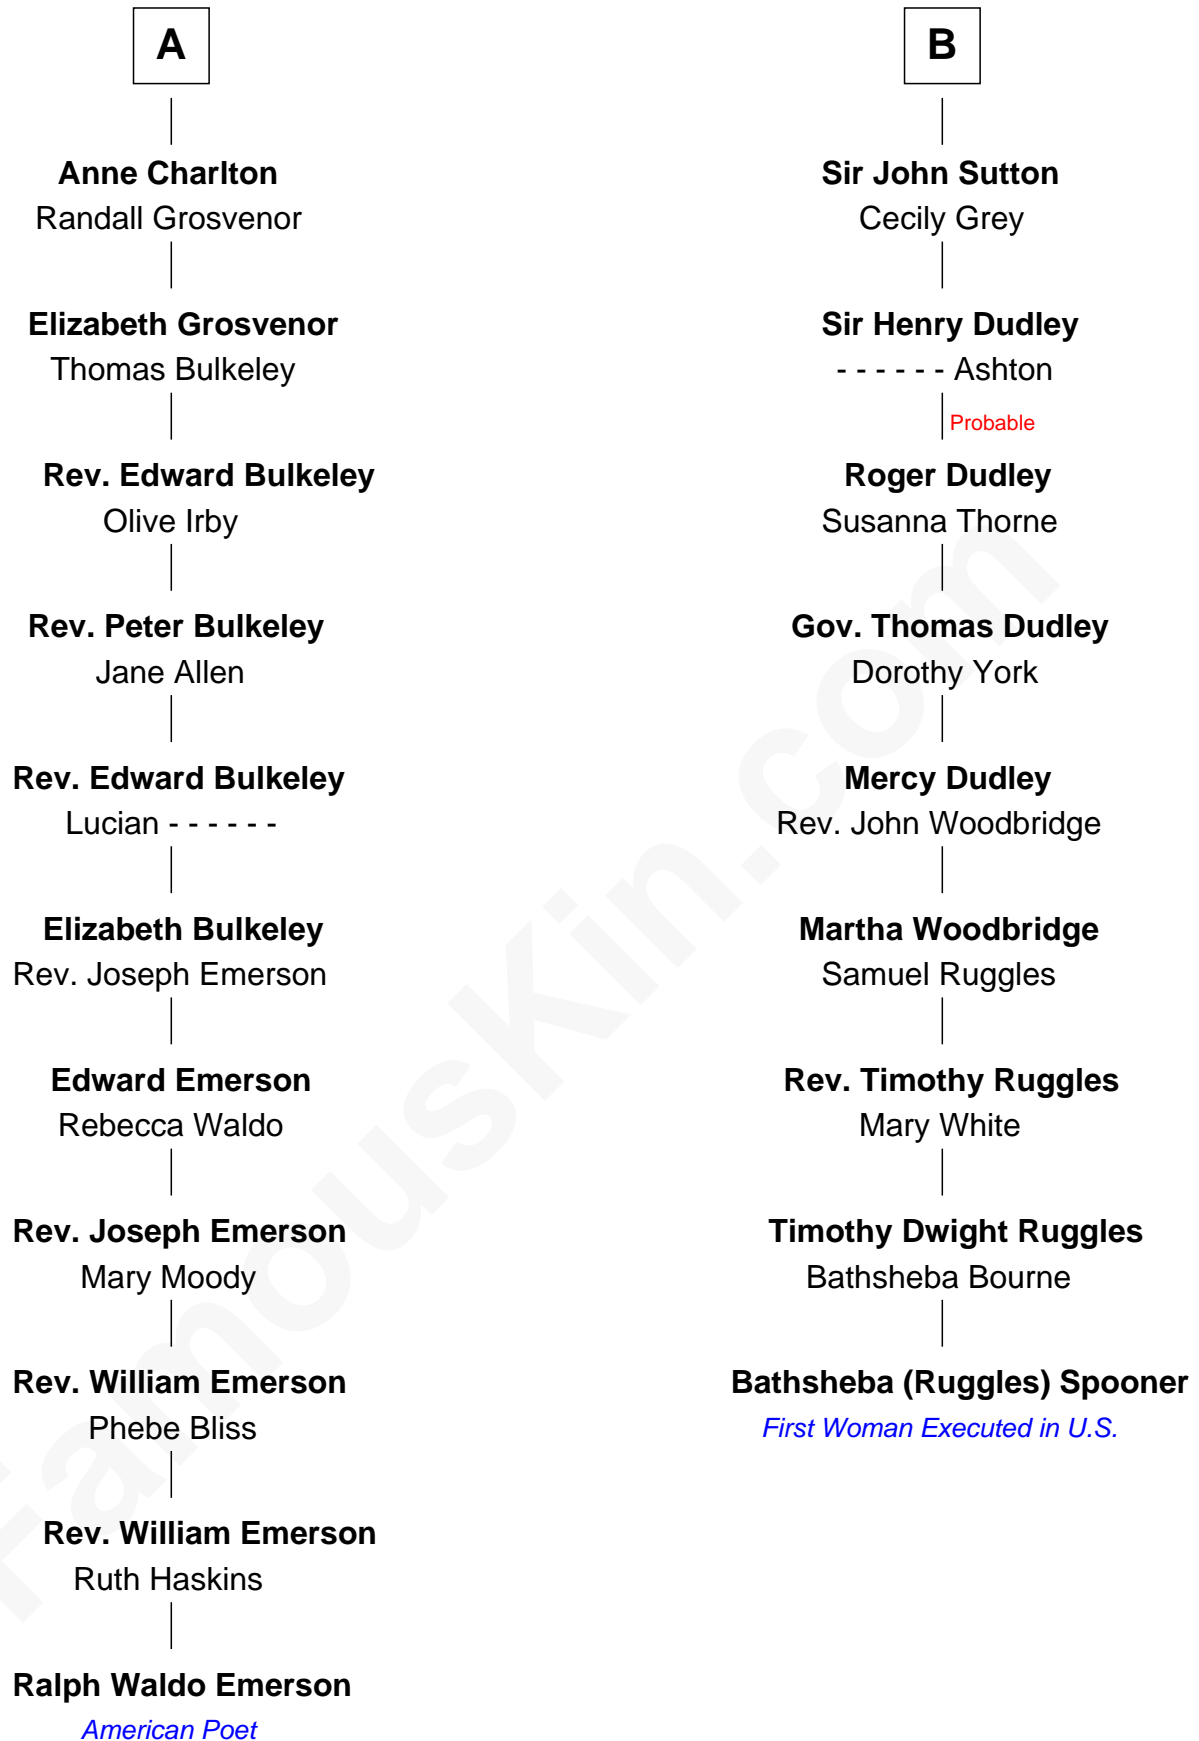 A
Anne Charlton
Randall Grosvenor
Elizabeth Grosvenor
Thomas Bulkeley
Rev. Edward Bulkeley
Olive Irby
Rev. Peter Bulkeley
Jane Allen
Rev. Edward Bulkeley
Lucian - - - - - -
Elizabeth Bulkeley
Rev. Joseph Emerson
Edward Emerson
Rebecca Waldo
Rev. Joseph Emerson
Mary Moody
Rev. William Emerson
Phebe Bliss
Rev. William Emerson
Ruth Haskins
Ralph Waldo Emerson
American Poet
B
Sir John Sutton
Cecily Grey
Sir Henry Dudley
- - - - - - Ashton
Probable
Roger Dudley
Susanna Thorne
Gov. Thomas Dudley
Dorothy York
Mercy Dudley
Rev. John Woodbridge
Martha Woodbridge
Samuel Ruggles
Rev. Timothy Ruggles
Mary White
Timothy Dwight Ruggles
Bathsheba Bourne
Bathsheba (Ruggles) Spooner
First Woman Executed in U.S.
FamousKin.com